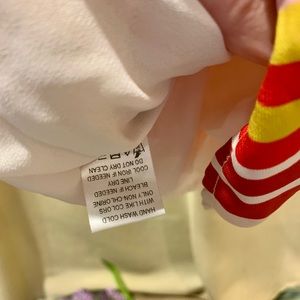 HAND WASH COLD
WITH LIKE COLORS
ONLY NON-CHLORINE
BLEACH IF NEEDED
LINE DRY
COOL IRON IF NEEDED
DO NOT DRY CLEAN